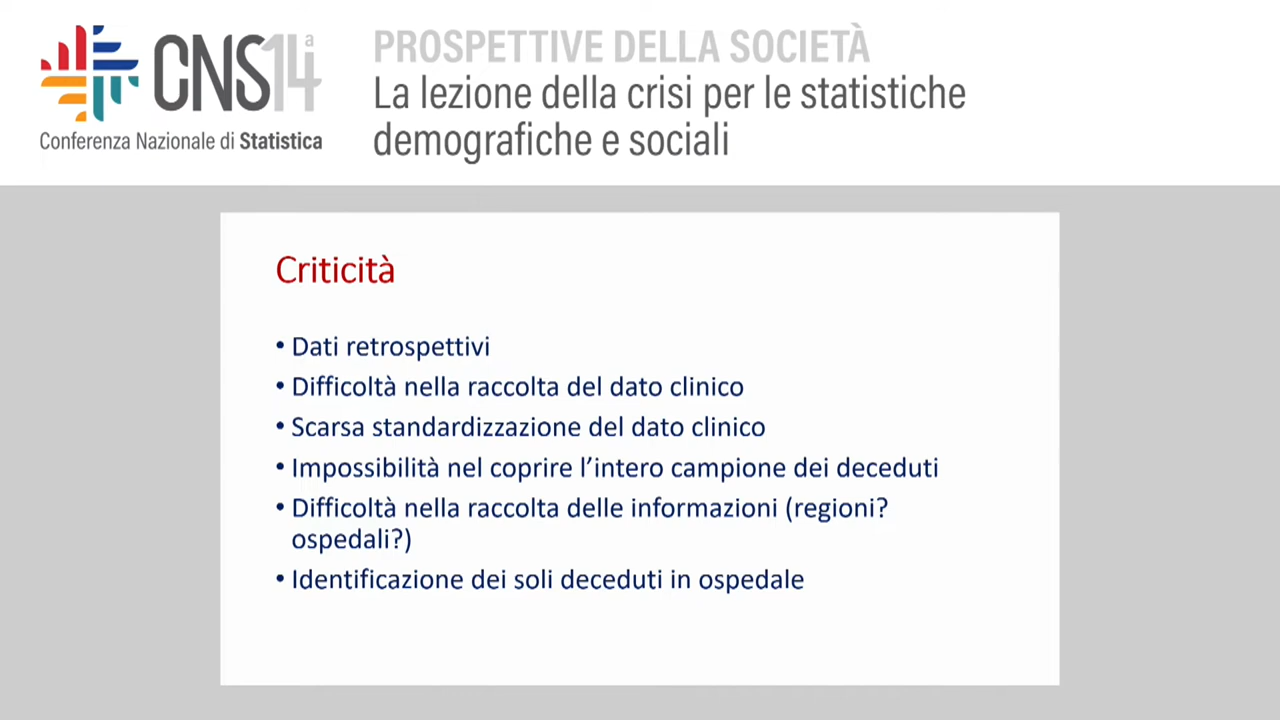 CNS14ª
Conferenza Nazionale di Statistica
PROSPETTIVE DELLA SOCIETÀ
La lezione della crisi per le statistiche
demografiche e sociali
Criticità
• Dati retrospettivi
• Difficoltà nella raccolta del dato clinico
• Scarsa standardizzazione del dato clinico
• Impossibilità nel coprire l’intero campione dei deceduti
• Difficoltà nella raccolta delle informazioni (regioni?
ospedali?)
• Identificazione dei soli deceduti in ospedale